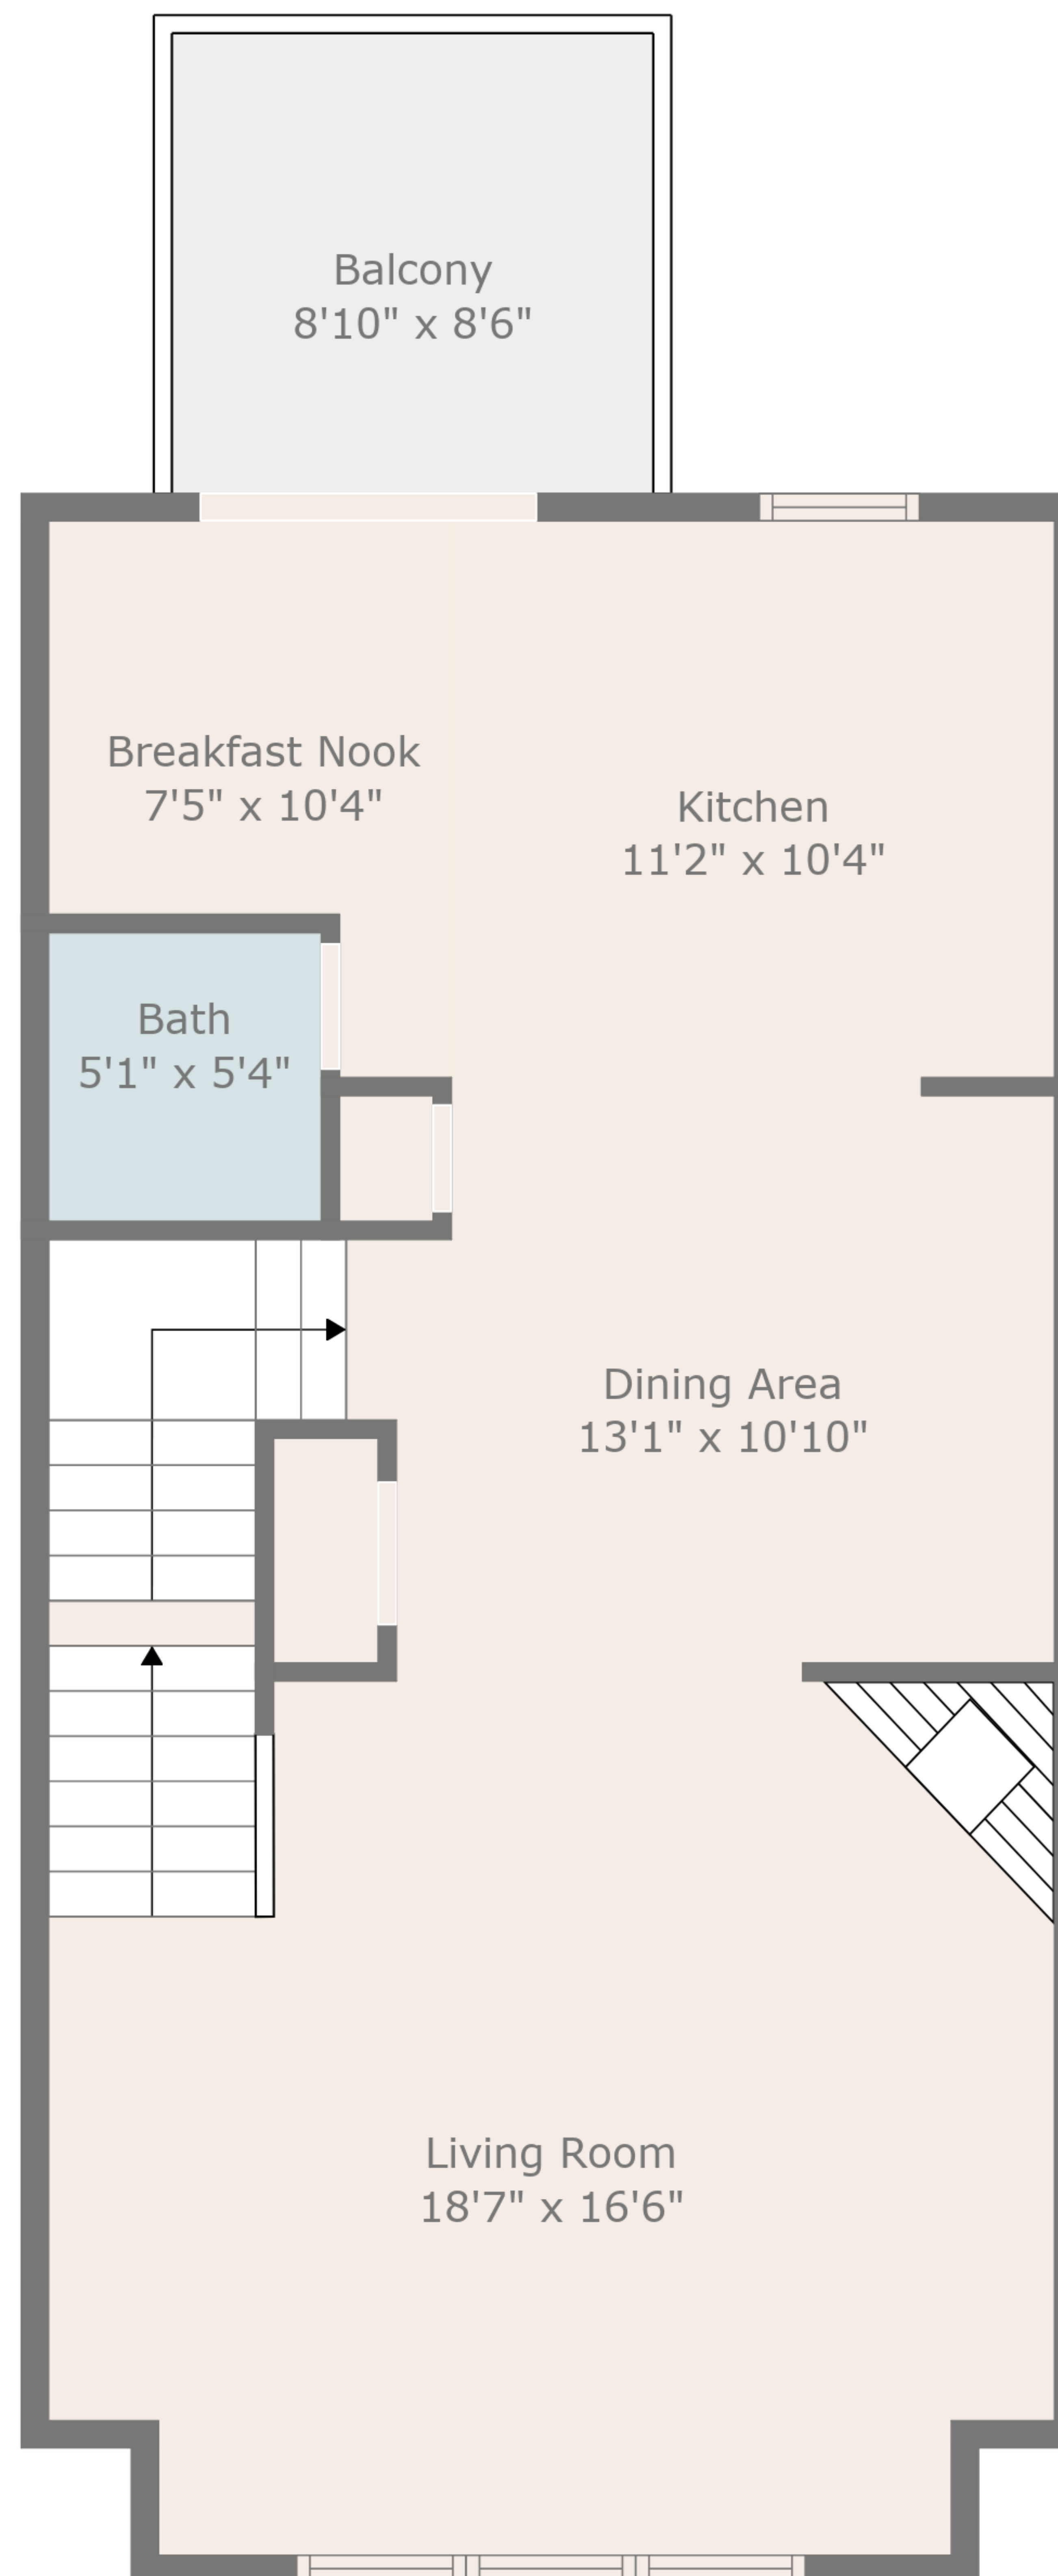 Balcony
8'10" x 8'6"
Breakfast Nook
7'5" x 10'4"
Kitchen
11'2" x 10'4"
Bath
5'1" x 5'4"
Dining Area
13'1" x 10'10"
Living Room
18'7" x 16'6"